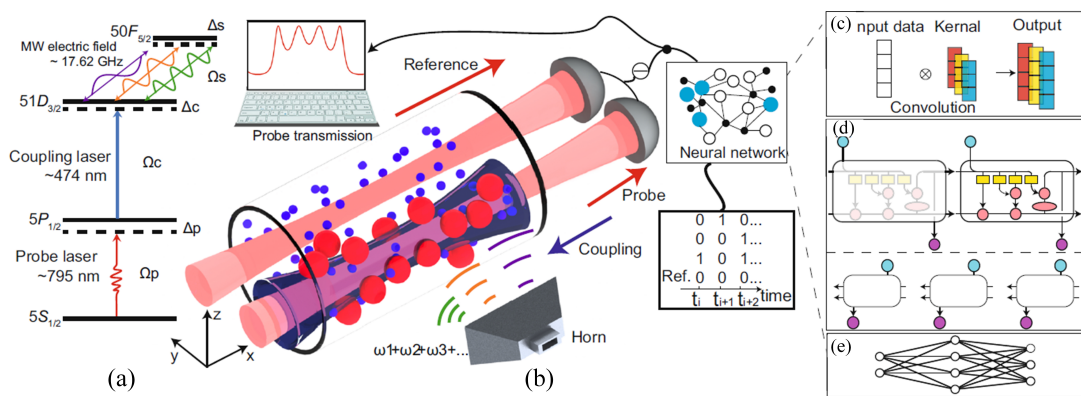 50F5/2
Δs
MW electric field
~ 17.62 GHz
Ωs
51D3/2
Δc
Coupling laser
~474 nm
Ωc
5P1/2
Δp
Probe laser
~795 nm
Ωp
5S1/2
z
y
x
(a)
Probe transmission
Reference
Probe
Coupling
ω1+ω2+ω3+...
Horn
(b)
Neural network
0 1 0...
0 0 1...
1 0 1...
Ref. 0 0 0...
ti ti+1 ti+2 time
(c)
nput data
Kernel
Output
Convolution
(d)
(e)